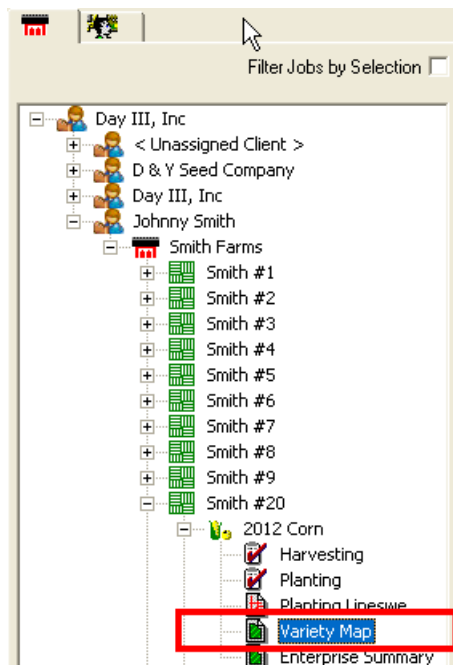 Filter Jobs by Selection
Day III, Inc
< Unassigned Client >
D & Y Seed Company
Day III, Inc
Johnny Smith
Smith Farms
Smith #1
Smith #2
Smith #3
Smith #4
Smith #5
Smith #6
Smith #7
Smith #8
Smith #9
Smith #20
2012 Corn
Harvesting
Planting
Planting Lineswe
Variety Map
Enterprise Summary